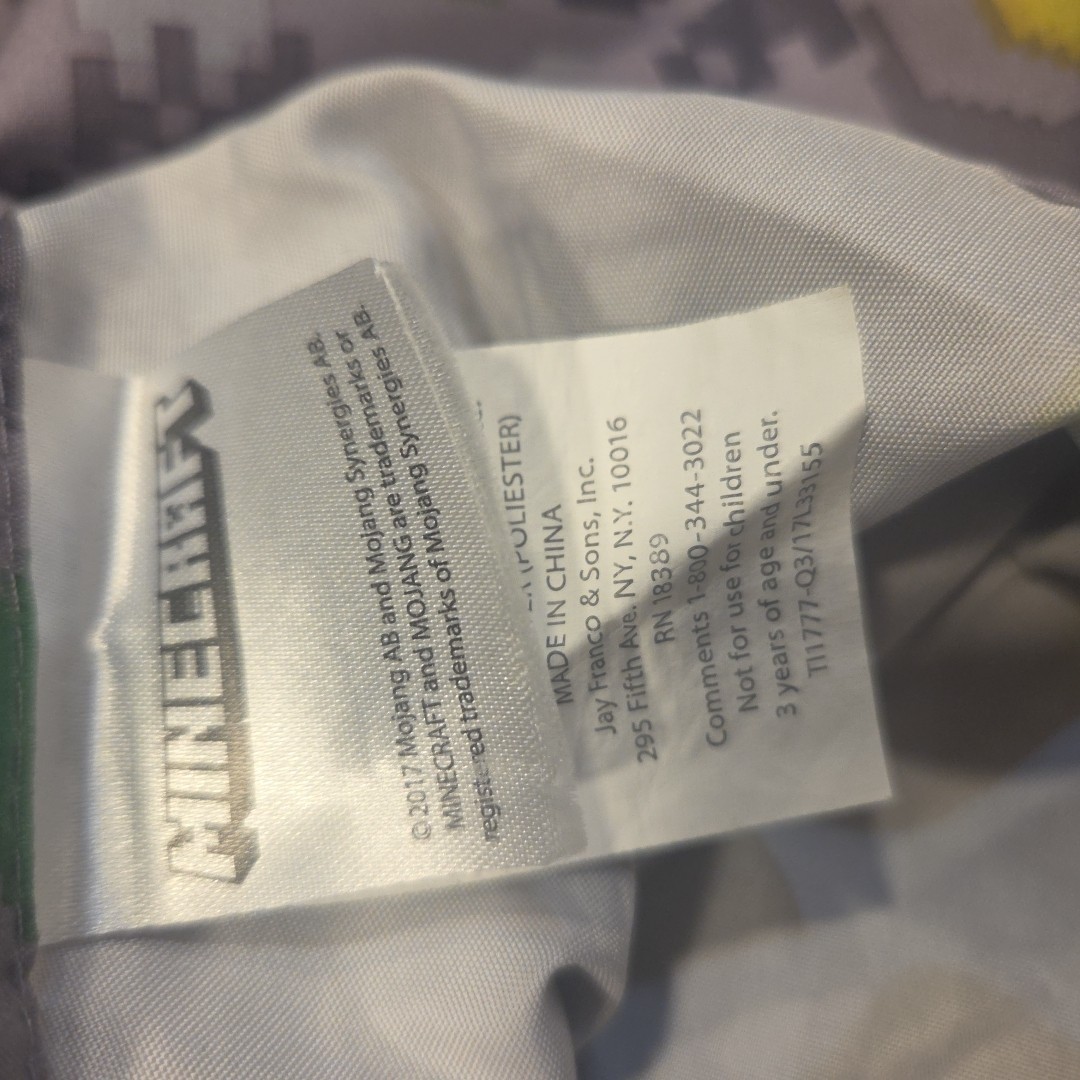 MINECRAFT
©2017 Mojang AB and Mojang Synergies AB.
MINECRAFT and MOJANG are trademarks or
registered trademarks of Mojang Synergies AB.
(POLIESTER)
MADE IN CHINA
Jay Franco & Sons, Inc.
295 Fifth Ave. NY, N.Y. 10016
RN 18389
Comments 1-800-344-3022
Not for use for children
3 years of age and under.
TI1777-Q3/17L33155